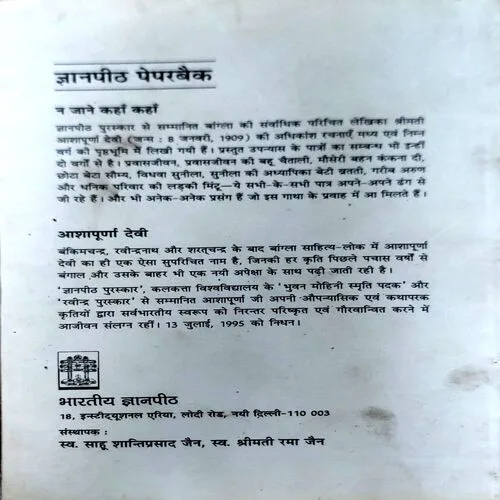 ज्ञानपीठ पेपरबैक
न जाने कहाँ कहाँ
ज्ञानपीठ पुरस्कार से सम्मानित बांग्ला की सर्वाधिक परिचित लेखिका श्रीमती
आशापूर्णा देवी (जन्म : 8 जनवरी, 1909) की अधिकांश रचनाएँ मध्य एवं निम्न
वर्ग की पृष्ठभूमि में लिखी गयी हैं। प्रस्तुत उपन्यास के पात्रों का सम्बन्ध भी इन्हीं
दो वर्गों से है। प्रवासजीवन, प्रवासजीवन की बहू चैताली, मौसेरी बहन कंकना दी,
छोटा बेटा सौम्य, विधवा सुनीला, सुनीला की अध्यापिका बेटी व्रतती, गरीब अरुण
और धनिक परिवार की लड़की मिंटू—ये सभी-के-सभी पात्र अपने-अपने ढंग से
जी रहे हैं। और भी अनेक-अनेक प्रसंग हैं जो इस गाथा के प्रवाह में आ मिलते हैं।
आशापूर्णा देवी
बंकिमचन्द्र, रवीन्द्रनाथ और शरत्चन्द्र के बाद बांग्ला साहित्य-लोक में आशापूर्णा
देवी का ही एक ऐसा सुपरिचित नाम है, जिनकी हर कृति पिछले पचास वर्षों से
बंगाल और उसके बाहर भी एक नयी अपेक्षा के साथ पढ़ी जाती रही है।
'ज्ञानपीठ पुरस्कार', कलकत्ता विश्वविद्यालय के 'भुवन मोहिनी स्मृति पदक' और
'रवीन्द्र पुरस्कार' से सम्मानित आशापूर्णा जी अपनी औपन्यासिक एवं कथापरक
कृतियों द्वारा सर्वभारतीय स्वरूप को निरन्तर परिष्कृत एवं गौरवान्वित करने में
आजीवन संलग्न रहीं। 13 जुलाई, 1995 को निधन।
भारतीय ज्ञानपीठ
18, इन्स्टीट्यूशनल एरिया, लोदी रोड, नयी दिल्ली-110 003
संस्थापक :
स्व. साहू शान्तिप्रसाद जैन, स्व. श्रीमती रमा जैन